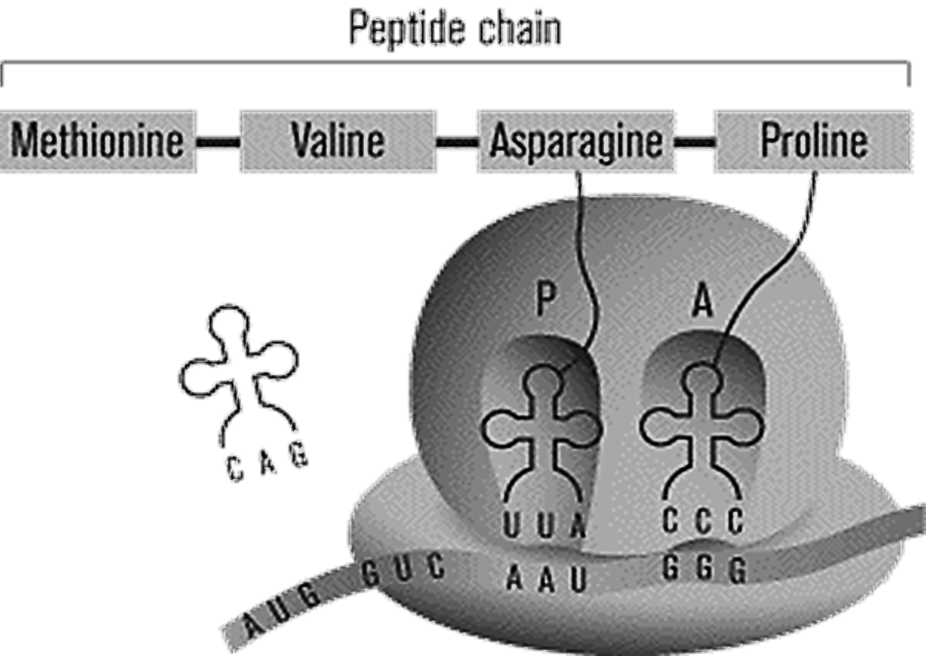 Peptide chain
Methionine Valine Asparagine Proline
P A
C A G
U U A C C C
A U G G U C A A U G G G